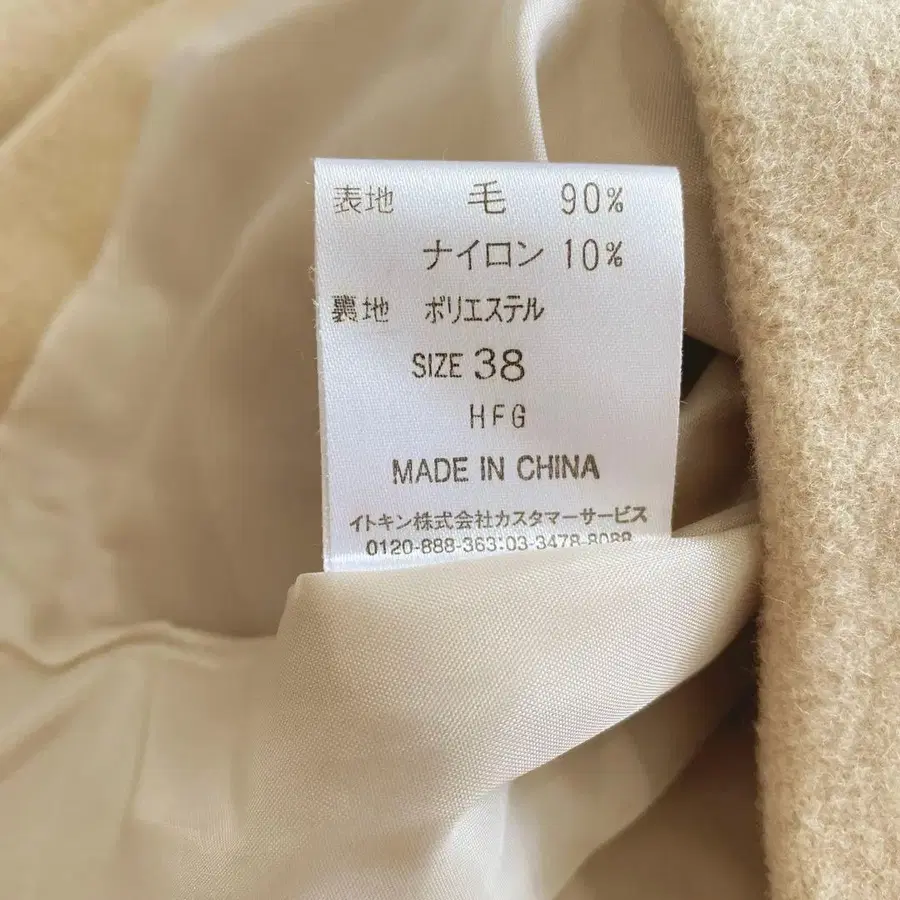 表地 毛 90%
ナイロン 10%
裏地 ポリエステル
SIZE 38
HFG
MADE IN CHINA
イトキン株式会社カスタマーサービス
0120-888-363:03-3478-8088